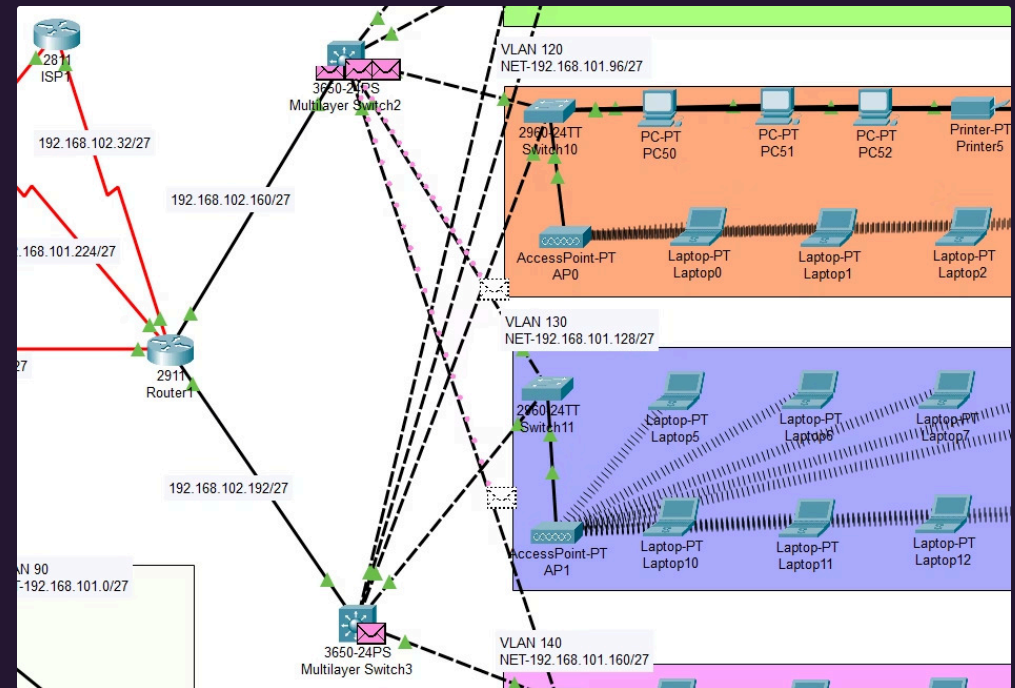 2811
ISP1
192.168.102.32/27
.168.101.224/27
27
2911
Router1
192.168.102.160/27
192.168.102.192/27
3650-24PS
Multilayer Switch2
3650-24PS
Multilayer Switch3
AN 90
T-192.168.101.0/27
VLAN 120
NET-192.168.101.96/27
2960-24TT
Switch10
PC-PT
PC50
PC-PT
PC51
PC-PT
PC52
Printer-PT
Printer5
AccessPoint-PT
AP0
Laptop-PT
Laptop0
Laptop-PT
Laptop1
Laptop-PT
Laptop2
VLAN 130
NET-192.168.101.128/27
2960-24TT
Switch11
Laptop-PT
Laptop5
Laptop-PT
Laptop6
Laptop-PT
Laptop7
AccessPoint-PT
AP1
Laptop-PT
Laptop10
Laptop-PT
Laptop11
Laptop-PT
Laptop12
VLAN 140
NET-192.168.101.160/27